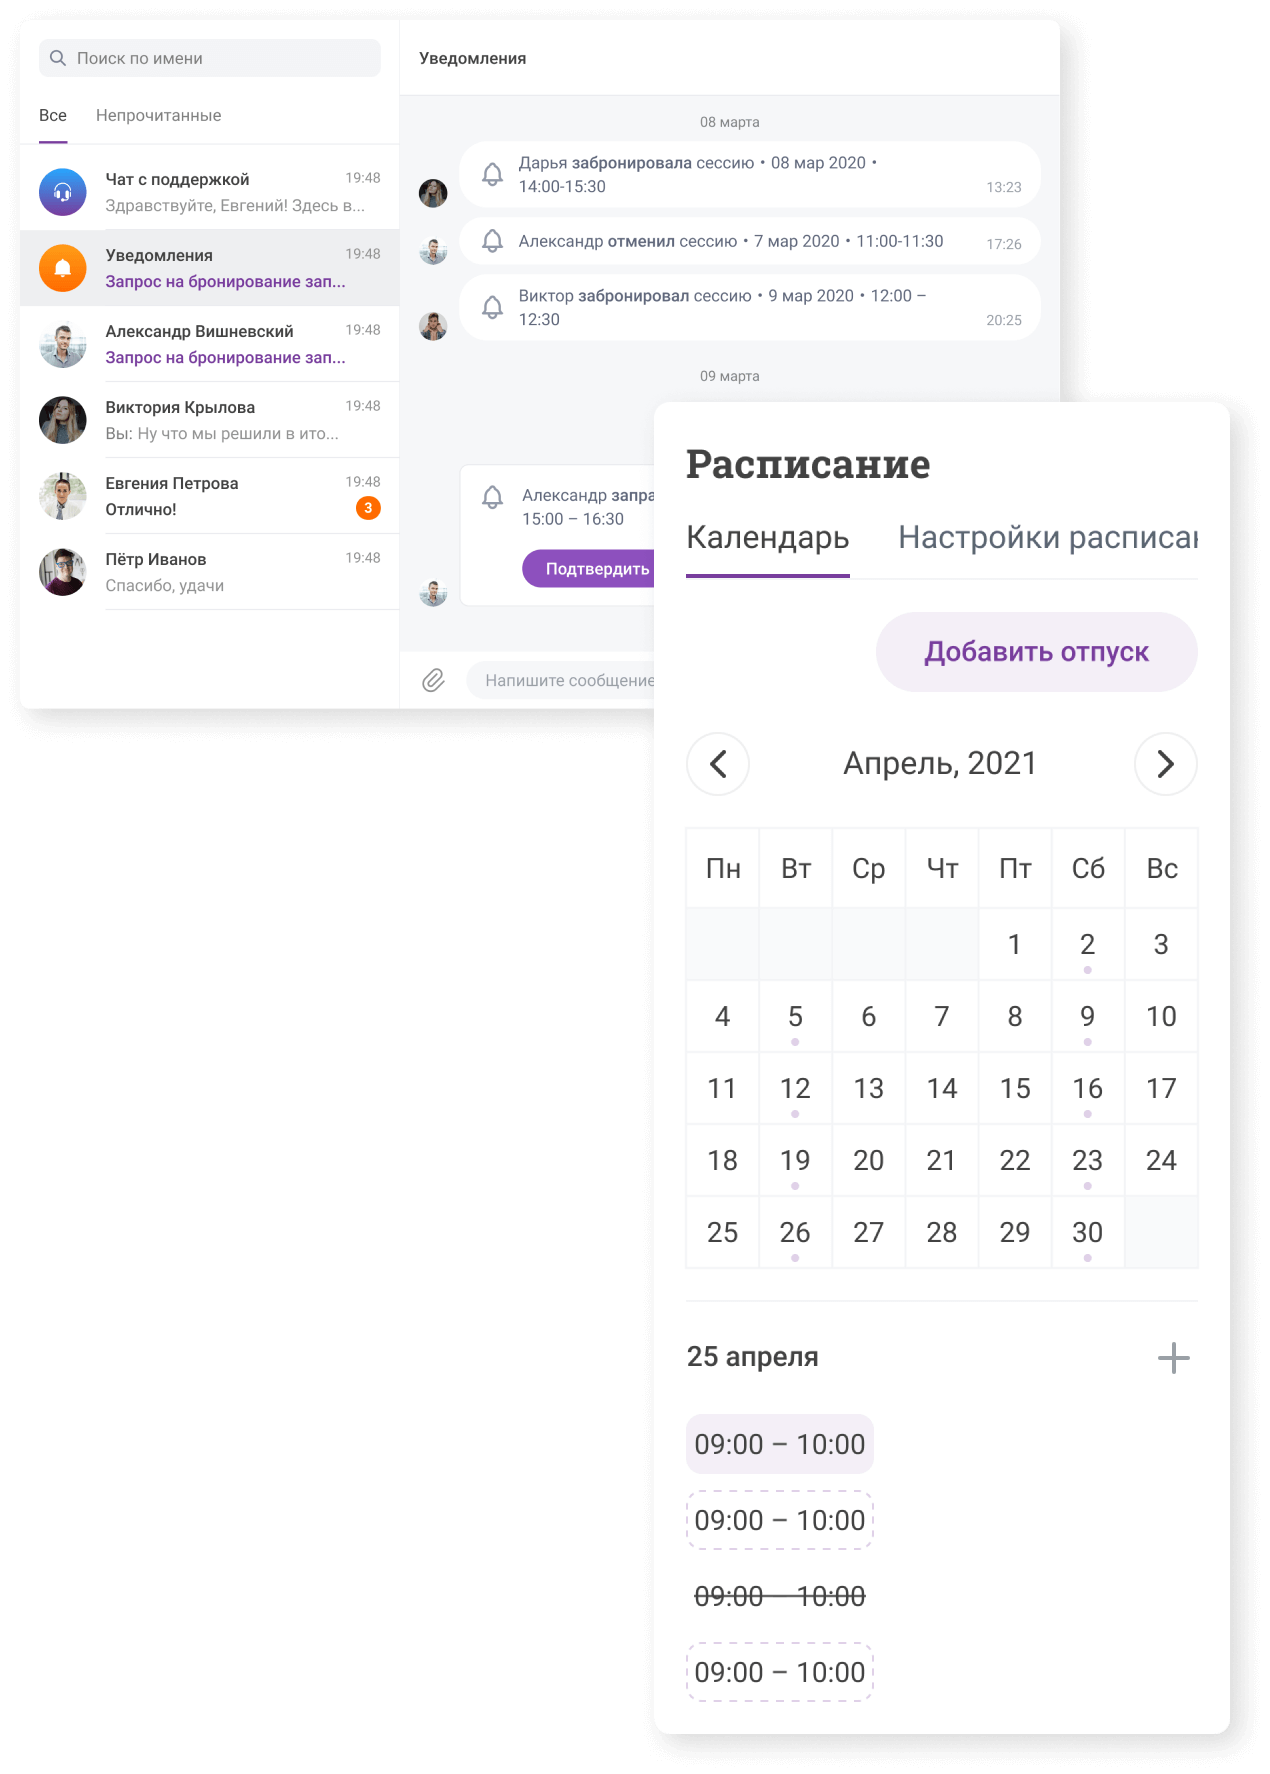 Поиск по имени
Все
Непрочитанные
Чат с поддержкой
19:48
Здравствуйте, Евгений! Здесь в...
Уведомления
19:48
Запрос на бронирование зап...
Александр Вишневский
19:48
Запрос на бронирование зап...
Виктория Крылова
19:48
Вы: Ну что мы решили в ито...
Евгения Петрова
19:48
Отлично!
3
Пётр Иванов
19:48
Спасибо, удачи
Уведомления
08 марта
Дарья забронировала сессию • 08 мар 2020 •
14:00-15:30
13:23
Александр отменил сессию • 7 мар 2020 • 11:00-11:30
17:26
Виктор забронировал сессию • 9 мар 2020 • 12:00 –
12:30
20:25
09 марта
Александр запра
15:00 – 16:30
Подтвердить
Напишите сообщение
Расписание
Календарь
Настройки расписан
Добавить отпуск
Апрель, 2021
Пн Вт Ср Чт Пт Сб Вс
1 2 3
4 5 6 7 8 9 10
11 12 13 14 15 16 17
18 19 20 21 22 23 24
25 26 27 28 29 30
25 апреля
09:00 – 10:00
09:00 – 10:00
09:00 – 10:00
09:00 – 10:00